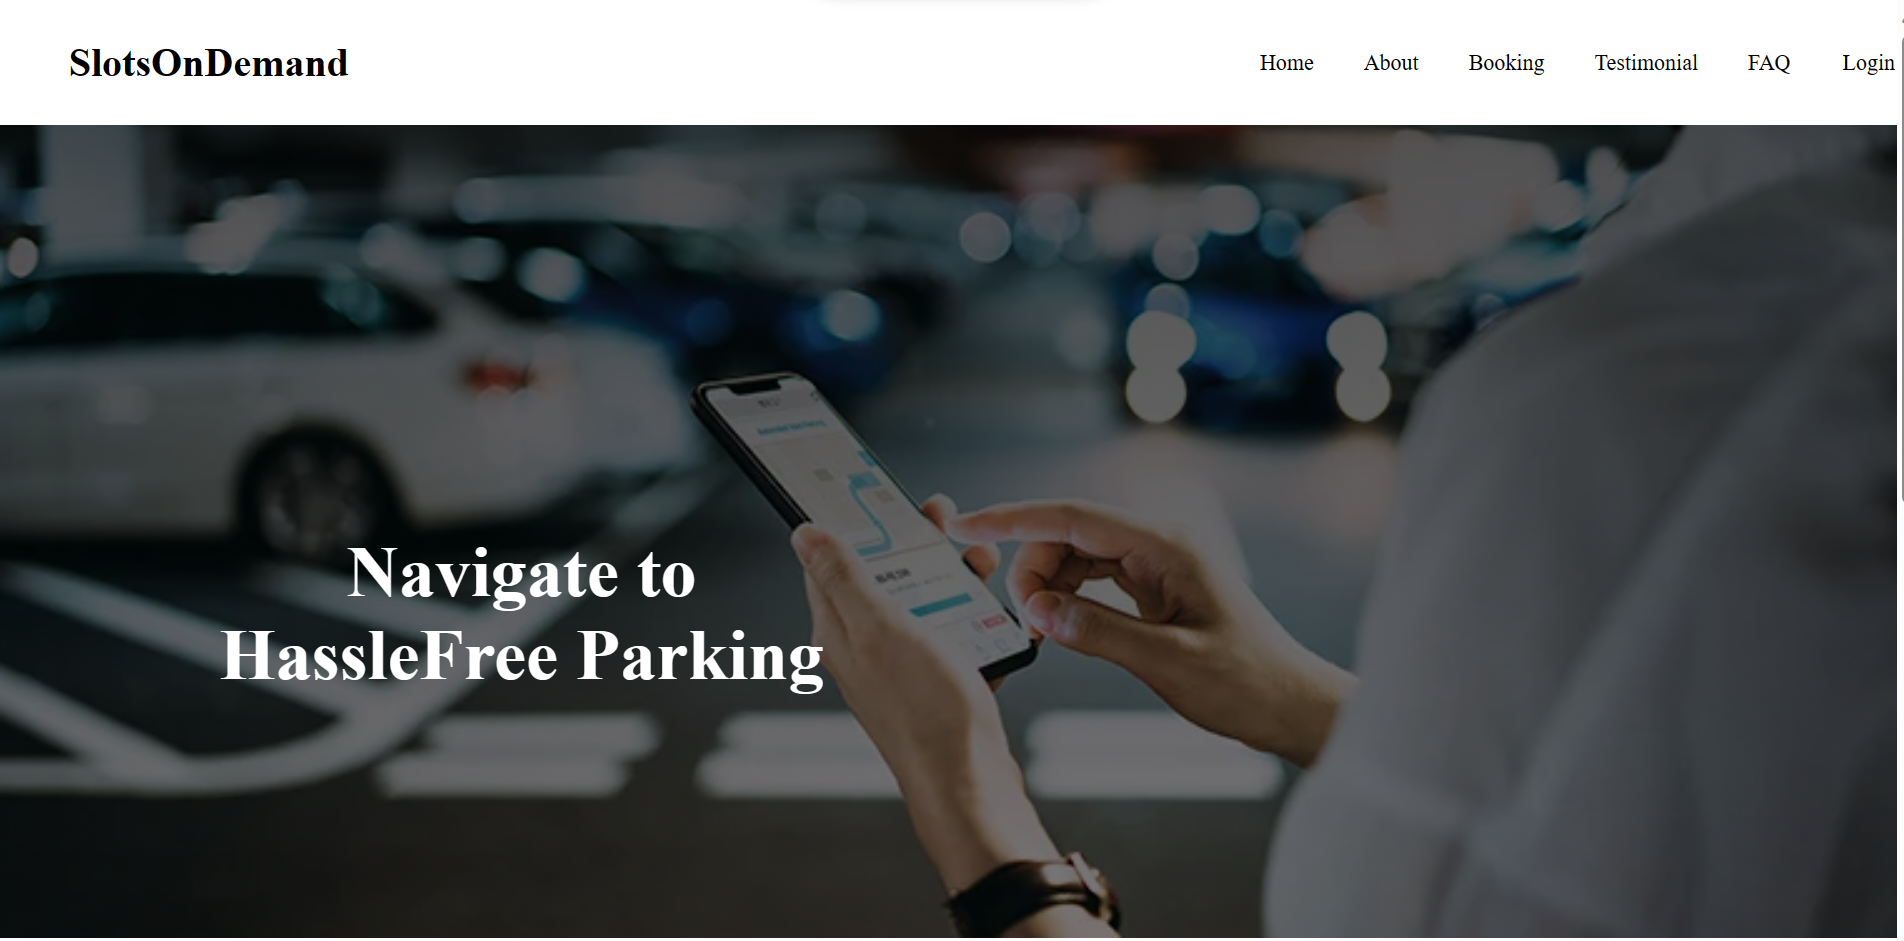 SlotsOnDemand
Home About Booking Testimonial FAQ Login
Navigate to
HassleFree Parking